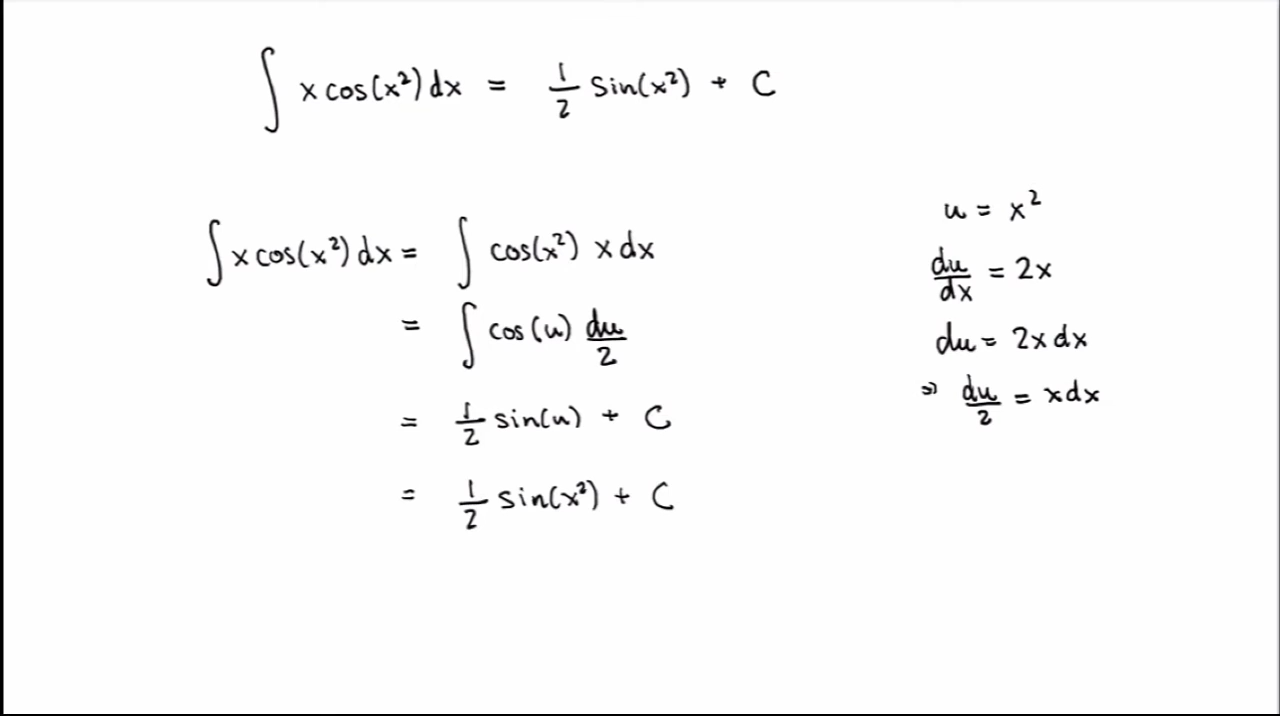 ∫ x cos(x²) dx = 1/2 sin(x²) + C
∫ x cos(x²) dx = ∫ cos(x²) x dx
= ∫ cos(u) du/2
= 1/2 sin(u) + C
= 1/2 sin(x²) + C
u = x²
du/dx = 2x
du = 2x dx
⇒ du/2 = x dx